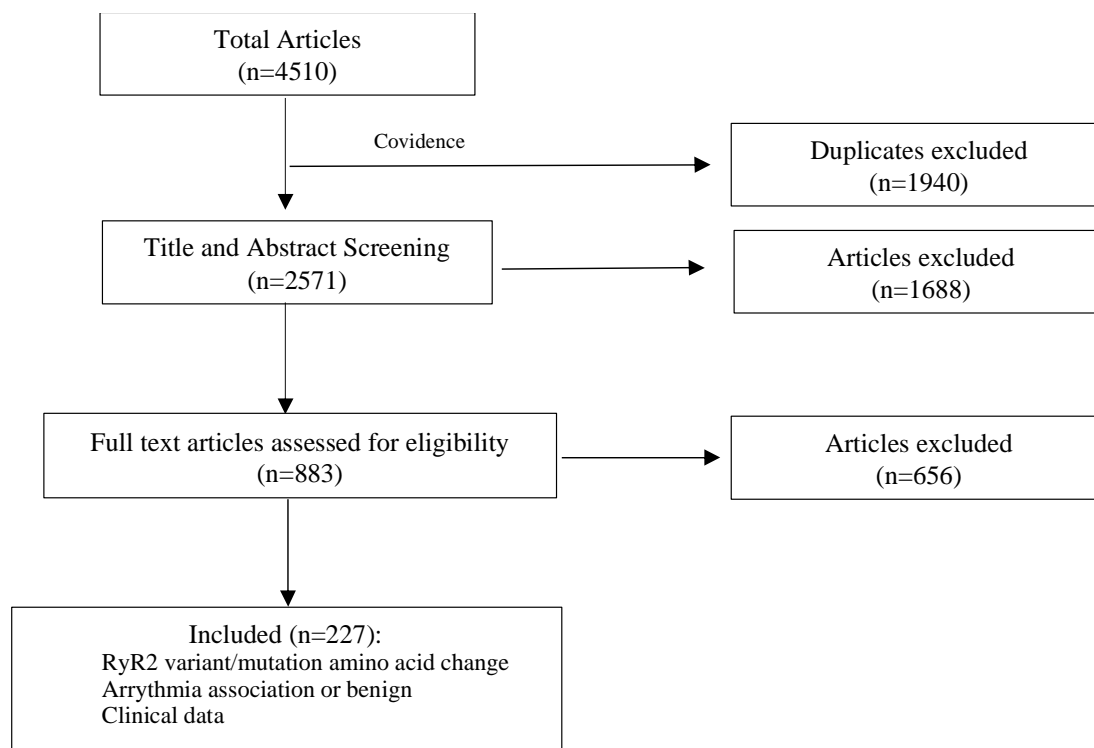 Total Articles
(n=4510)
Covidence
Duplicates excluded
(n=1940)
Title and Abstract Screening
(n=2571)
Articles excluded
(n=1688)
Full text articles assessed for eligibility
(n=883)
Articles excluded
(n=656)
Included (n=227):
RyR2 variant/mutation amino acid change
Arrythmia association or benign
Clinical data